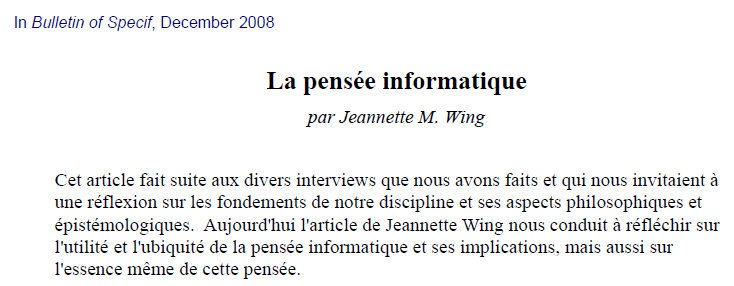 In Bulletin of Specif, December 2008
La pensée informatique
par Jeannette M. Wing
Cet article fait suite aux divers interviews que nous avons faits et qui nous invitaient à
une réflexion sur les fondements de notre discipline et ses aspects philosophiques et
épistémologiques. Aujourd'hui l'article de Jeannette Wing nous conduit à réfléchir sur
l'utilité et l'ubiquité de la pensée informatique et ses implications, mais aussi sur
l'essence même de cette pensée.